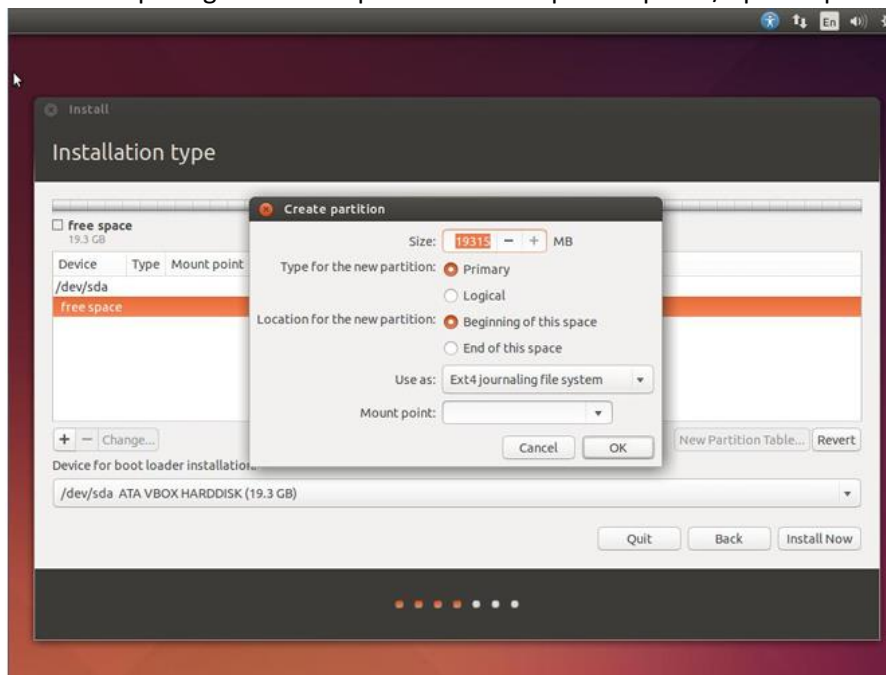 En
Install
Installation type
free space
19.3 GB
Device Type Mount point
/dev/sda
free space
Create partition
Size: 19315 − + MB
Type for the new partition: Primary
Logical
Location for the new partition: Beginning of this space
End of this space
Use as: Ext4 journaling file system
Mount point:
Cancel OK
+ − Change... New Partition Table... Revert
Device for boot loader installation:
/dev/sda ATA VBOX HARDDISK (19.3 GB)
Quit Back Install Now